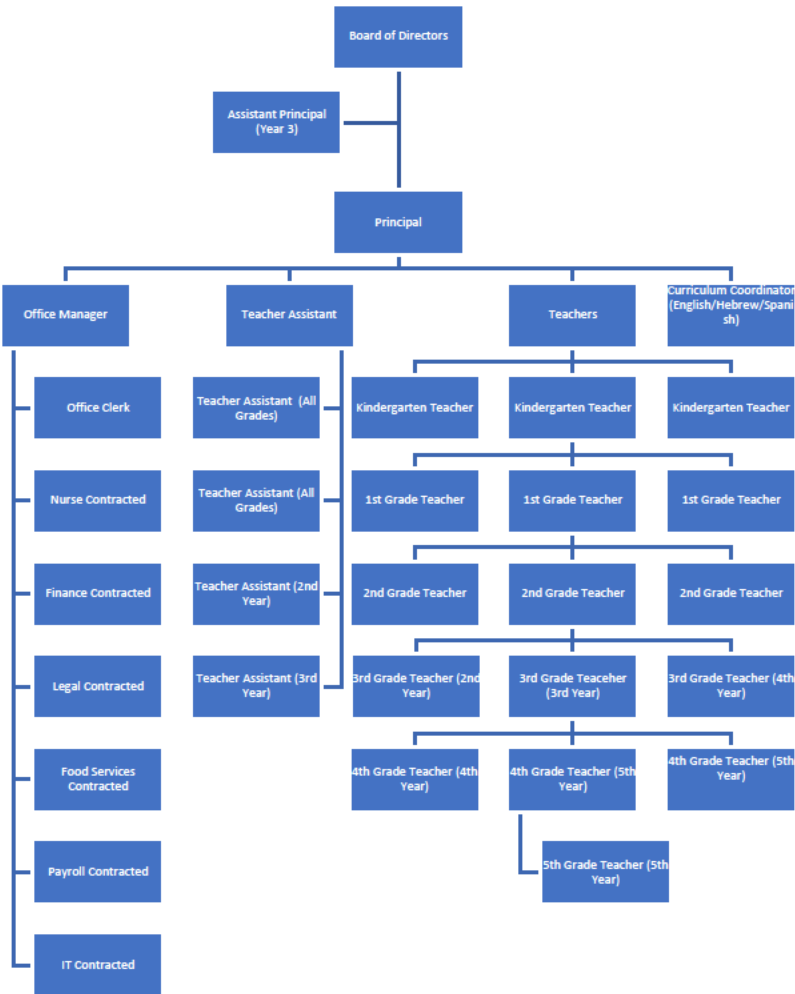 Board of Directors
Assistant Principal
(Year 3)
Principal
Office Manager
Teacher Assistant
Teachers
Curriculum Coordinator
(English/Hebrew/Spani
sh)
Office Clerk
Teacher Assistant (All
Grades)
Kindergarten Teacher
Kindergarten Teacher
Kindergarten Teacher
Nurse Contracted
Teacher Assistant (All
Grades)
1st Grade Teacher
1st Grade Teacher
1st Grade Teacher
Finance Contracted
Teacher Assistant (2nd
Year)
2nd Grade Teacher
2nd Grade Teacher
2nd Grade Teacher
Legal Contracted
Teacher Assistant (3rd
Year)
3rd Grade Teacher (2nd
Year)
3rd Grade Teaceher
(3rd Year)
3rd Grade Teacher (4th
Year)
Food Services
Contracted
4th Grade Teacher (4th
Year)
4th Grade Teacher (5th
Year)
4th Grade Teacher (5th
Year)
Payroll Contracted
5th Grade Teacher (5th
Year)
IT Contracted